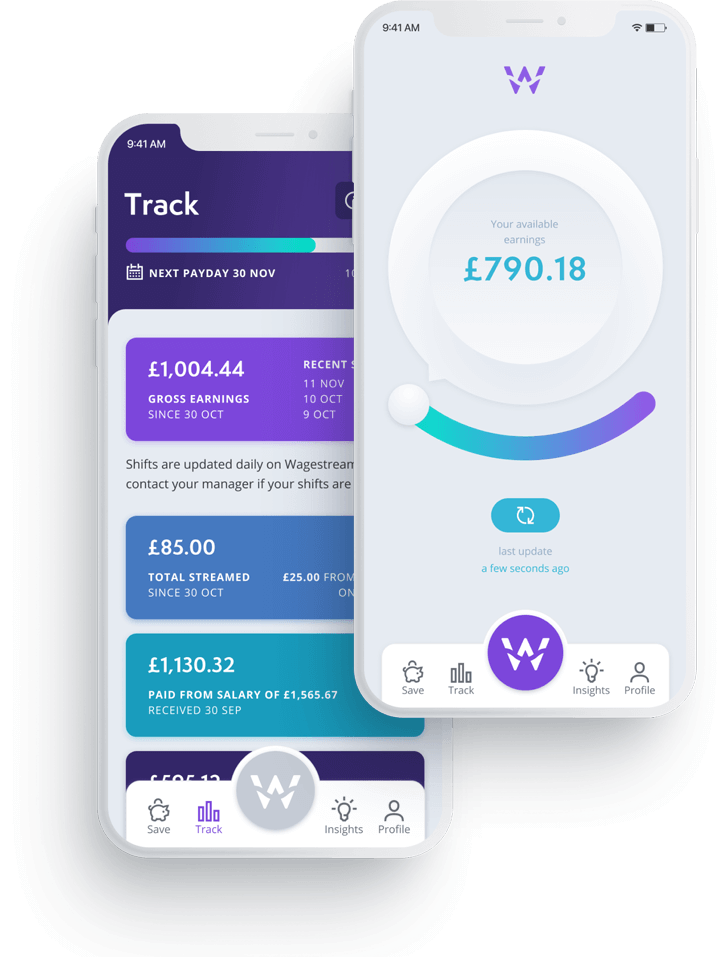 9:41 AM
Track
NEXT PAYDAY 30 NOV
£1,004.44
GROSS EARNINGS
SINCE 30 OCT
RECENT
11 NOV
10 OCT
9 OCT
Shifts are updated daily on Wagestream
contact your manager if your shifts are
£85.00
TOTAL STREAMED
SINCE 30 OCT
£25.00 FROM
£1,130.32
PAID FROM SALARY OF £1,565.67
RECEIVED 30 SEP
Save
Track
Insights
Profile
9:41 AM
Your available
earnings
£790.18
last update
a few seconds ago
Save
Track
Insights
Profile